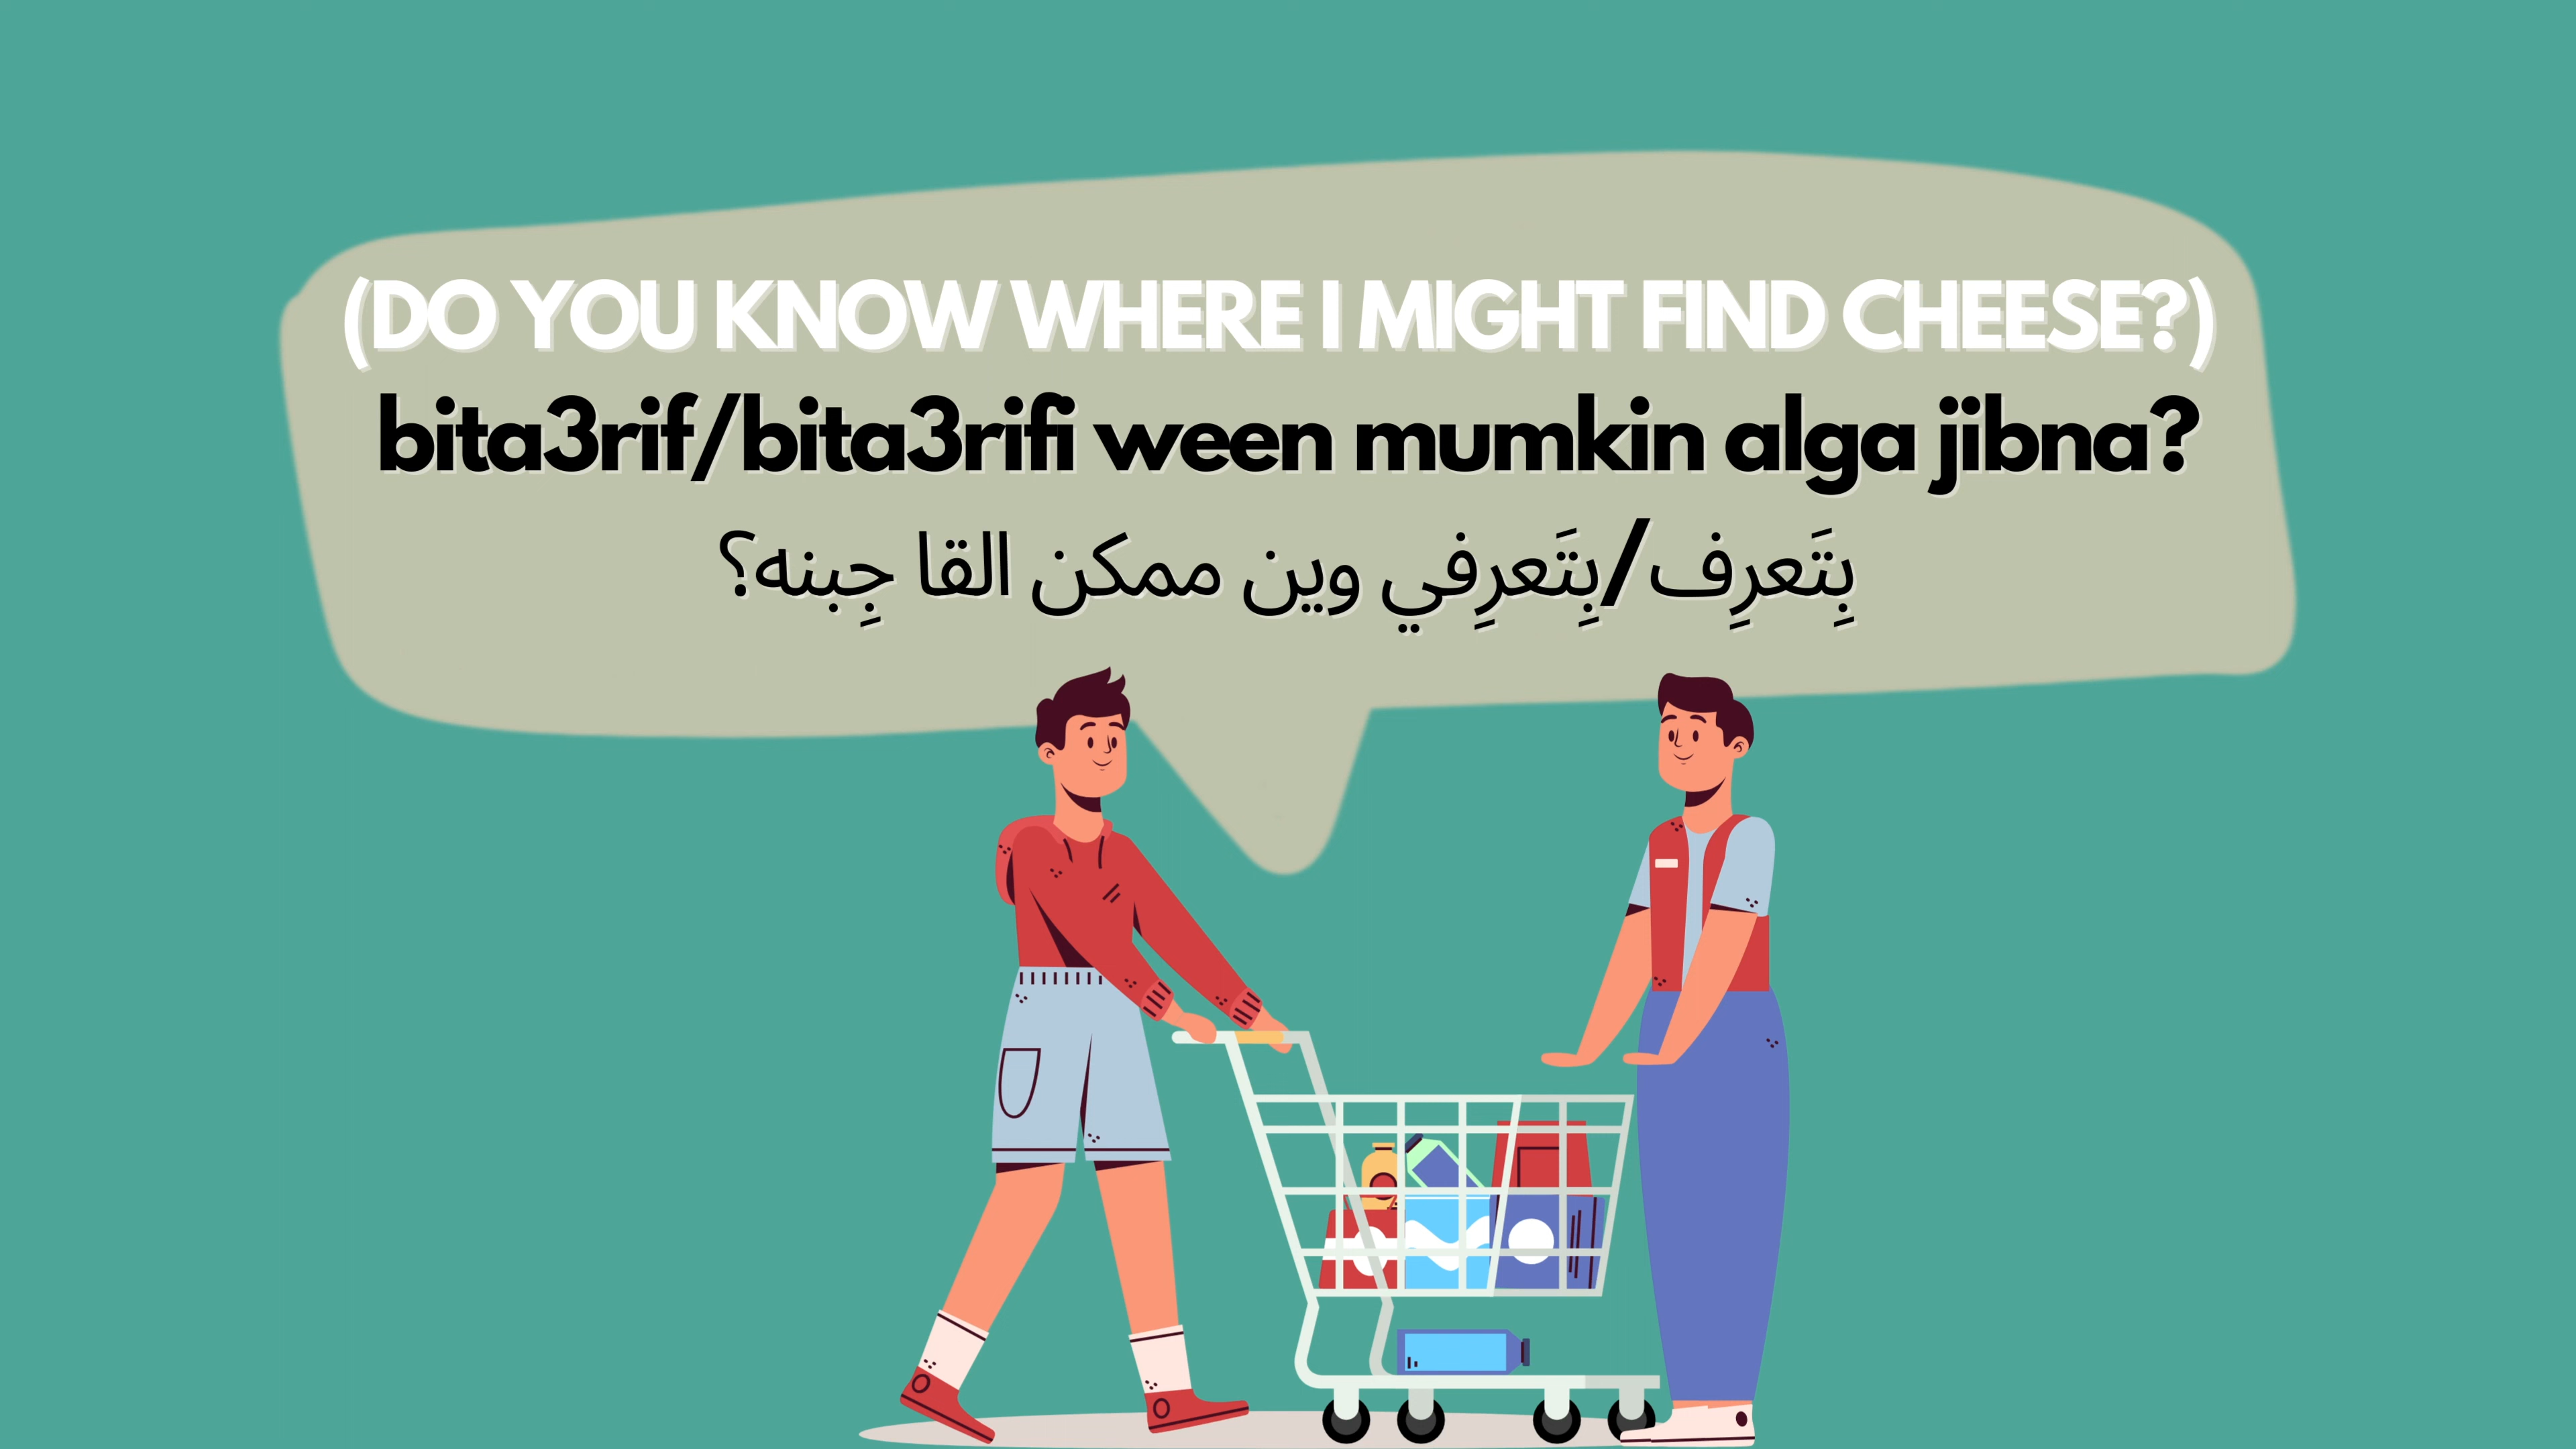 (DO YOU KNOW WHERE I MIGHT FIND CHEESE?)
bita3rif/bita3rifi ween mumkin alga jibna?
بِتَعرِف/بِتَعرِفي وين ممكن القا جِبنه؟